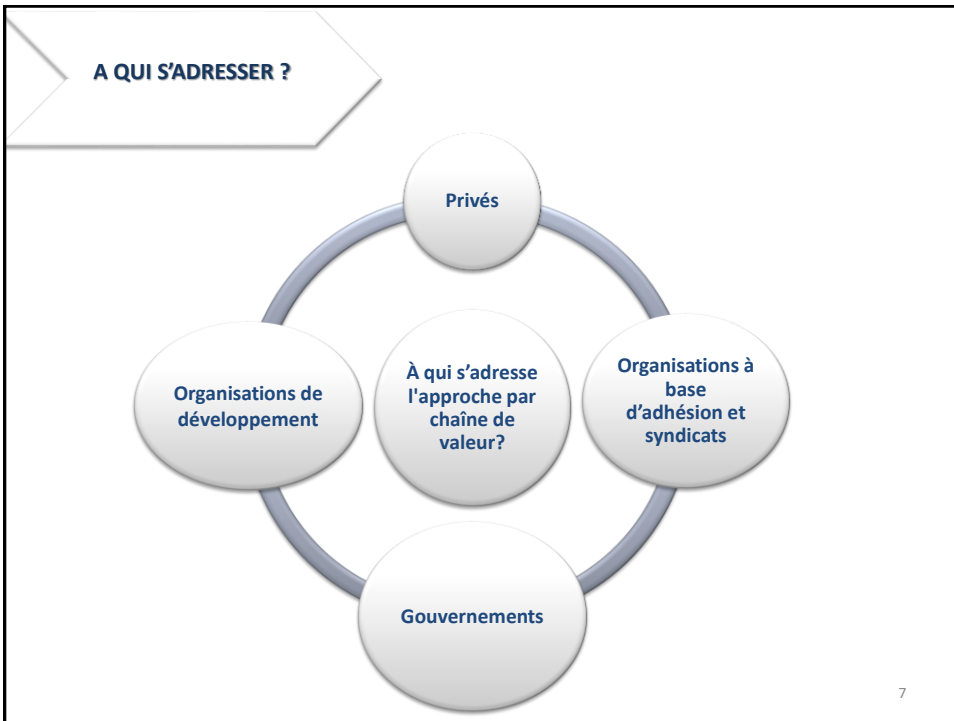 A QUI S’ADRESSER ?
Privés
Organisations de
développement
À qui s’adresse
l'approche par
chaîne de
valeur?
Organisations à
base
d’adhésion et
syndicats
Gouvernements
7